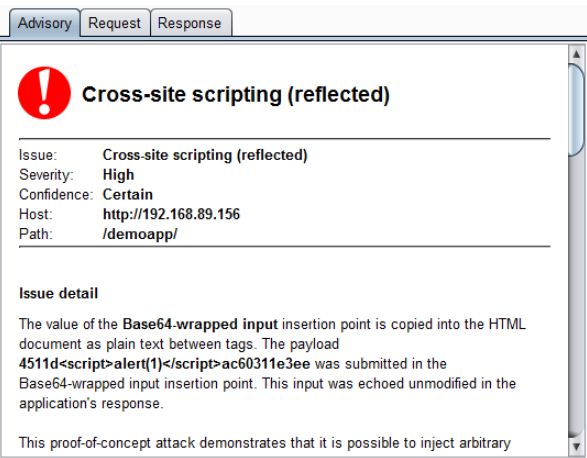 Advisory Request Response
Cross-site scripting (reflected)
Issue: Cross-site scripting (reflected)
Severity: High
Confidence: Certain
Host: http://192.168.89.156
Path: /demoapp/
Issue detail
The value of the Base64-wrapped input insertion point is copied into the HTML
document as plain text between tags. The payload
4511d<script>alert(1)</script>ac60311e3ee was submitted in the
Base64-wrapped input insertion point. This input was echoed unmodified in the
application's response.
This proof-of-concept attack demonstrates that it is possible to inject arbitrary